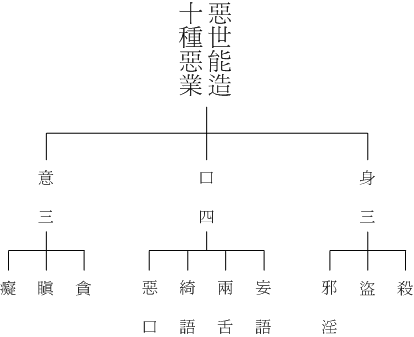 惡世能造
十種惡業
身三
殺
盜
邪淫
口四
妄語
兩舌
綺語
惡口
意三
貪
瞋
癡